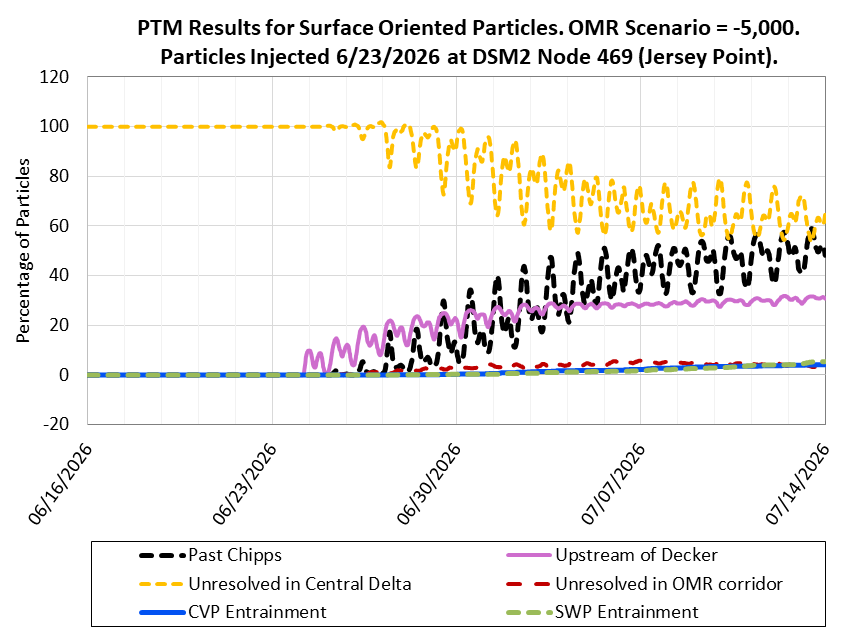 PTM Results for Surface Oriented Particles. OMR Scenario = -5,000.
Particles Injected 6/23/2026 at DSM2 Node 469 (Jersey Point).
Percentage of Particles
120
100
80
60
40
20
0
-20
06/16/2026
06/23/2026
06/30/2026
07/07/2026
07/14/2026
Past Chipps
Upstream of Decker
Unresolved in Central Delta
Unresolved in OMR corridor
CVP Entrainment
SWP Entrainment